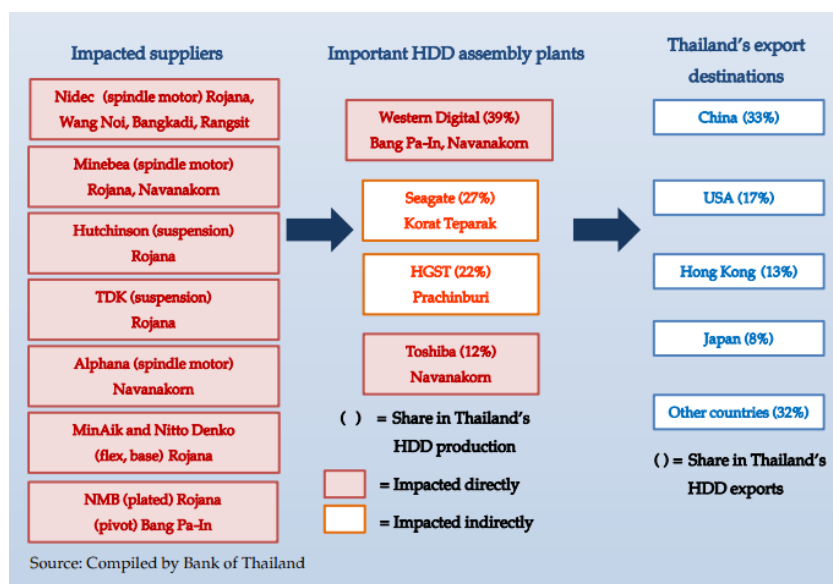 Impacted suppliers
Nidec (spindle motor) Rojana,
Wang Noi, Bangkadi, Rangsit
Minebea (spindle motor)
Rojana, Navanakorn
Hutchinson (suspension)
Rojana
TDK (suspension)
Rojana
Alphana (spindle motor)
Navanakorn
MinAik and Nitto Denko
(flex, base) Rojana
NMB (plated) Rojana
(pivot) Bang Pa-In
Important HDD assembly plants
Western Digital (39%)
Bang Pa-In, Navanakorn
Seagate (27%)
Korat Teparak
HGST (22%)
Prachinburi
Toshiba (12%)
Navanakorn
( ) = Share in Thailand's
HDD production
= Impacted directly
= Impacted indirectly
Thailand's export
destinations
China (33%)
USA (17%)
Hong Kong (13%)
Japan (8%)
Other countries (32%)
( ) = Share in Thailand's
HDD exports
Source: Compiled by Bank of Thailand